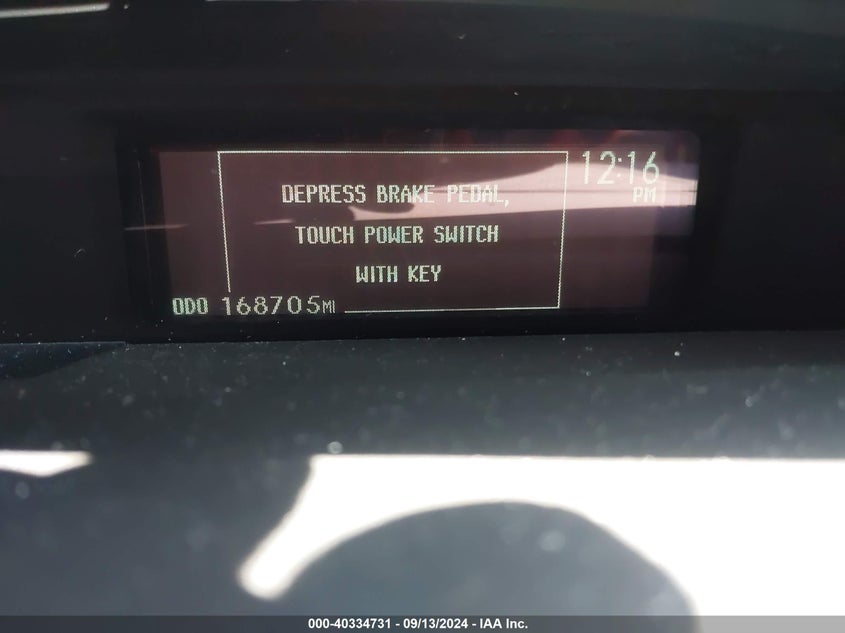 DEPRESS BRAKE PEDAL,
TOUCH POWER SWITCH
WITH KEY
12:16
PM
ODO 168705MI
000-40334731 - 09/13/2024 - IAA Inc.